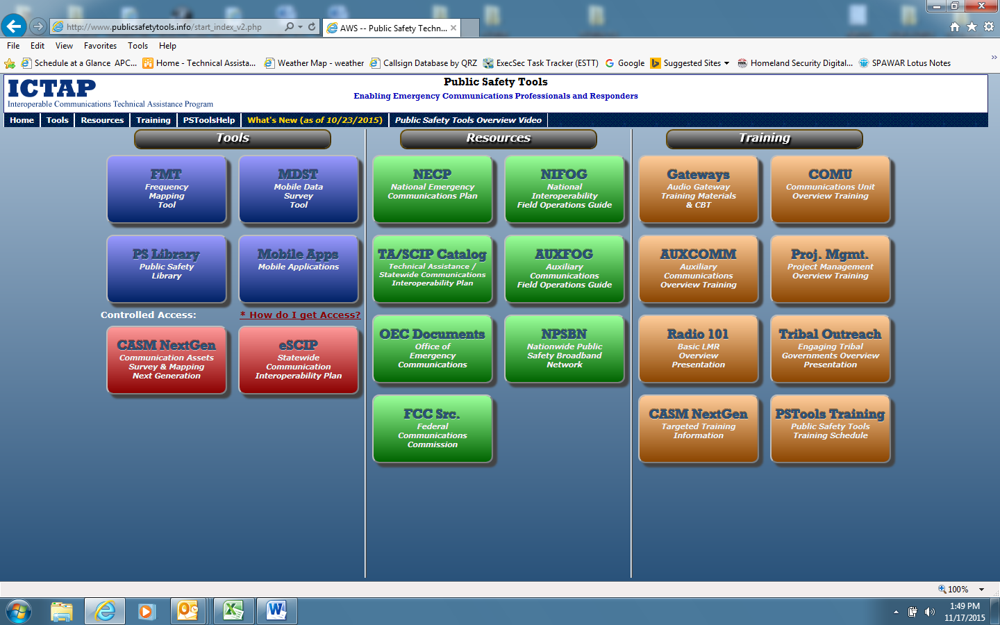 http://www.publicsafetytools.info/start_index_v2.php
AWS -- Public Safety Techn...
File Edit View Favorites Tools Help
Schedule at a Glance APC... Home - Technical Assista... Weather Map - weather Callsign Database by QRZ ExecSec Task Tracker (ESTT) Google Suggested Sites Homeland Security Digital... SPAWAR Lotus Notes
ICTAP
Interoperable Communications Technical Assistance Program
Public Safety Tools
Enabling Emergency Communications Professionals and Responders
Home Tools Resources Training PSToolsHelp What's New (as of 10/23/2015) Public Safety Tools Overview Video
Tools
FMT
Frequency
Mapping
Tool
MDST
Mobile Data
Survey
Tool
PS Library
Public Safety
Library
Mobile Apps
Mobile Applications
Controlled Access:
* How do I get Access?
CASM NextGen
Communication Assets
Survey & Mapping
Next Generation
eSCIP
Statewide
Communication
Interoperability Plan
Resources
NECP
National Emergency
Communications Plan
NIFOG
National
Interoperability
Field Operations Guide
TA/SCIP Catalog
Technical Assistance /
Statewide Communications
Interoperability Plan
AUXFOG
Auxiliary
Communications
Field Operations Guide
OEC Documents
Office of
Emergency
Communications
NPSBN
Nationwide Public
Safety Broadband
Network
FCC Src.
Federal
Communications
Commission
Training
Gateways
Audio Gateway
Training Materials
& CBT
COMU
Communications Unit
Overview Training
AUXCOMM
Auxiliary
Communications
Overview Training
Proj. Mgmt.
Project Management
Overview Training
Radio 101
Basic LMR
Overview
Presentation
Tribal Outreach
Engaging Tribal
Governments Overview
Presentation
CASM NextGen
Targeted Training
Information
PSTools Training
Public Safety Tools
Training Schedule
100%
1:49 PM
11/17/2015